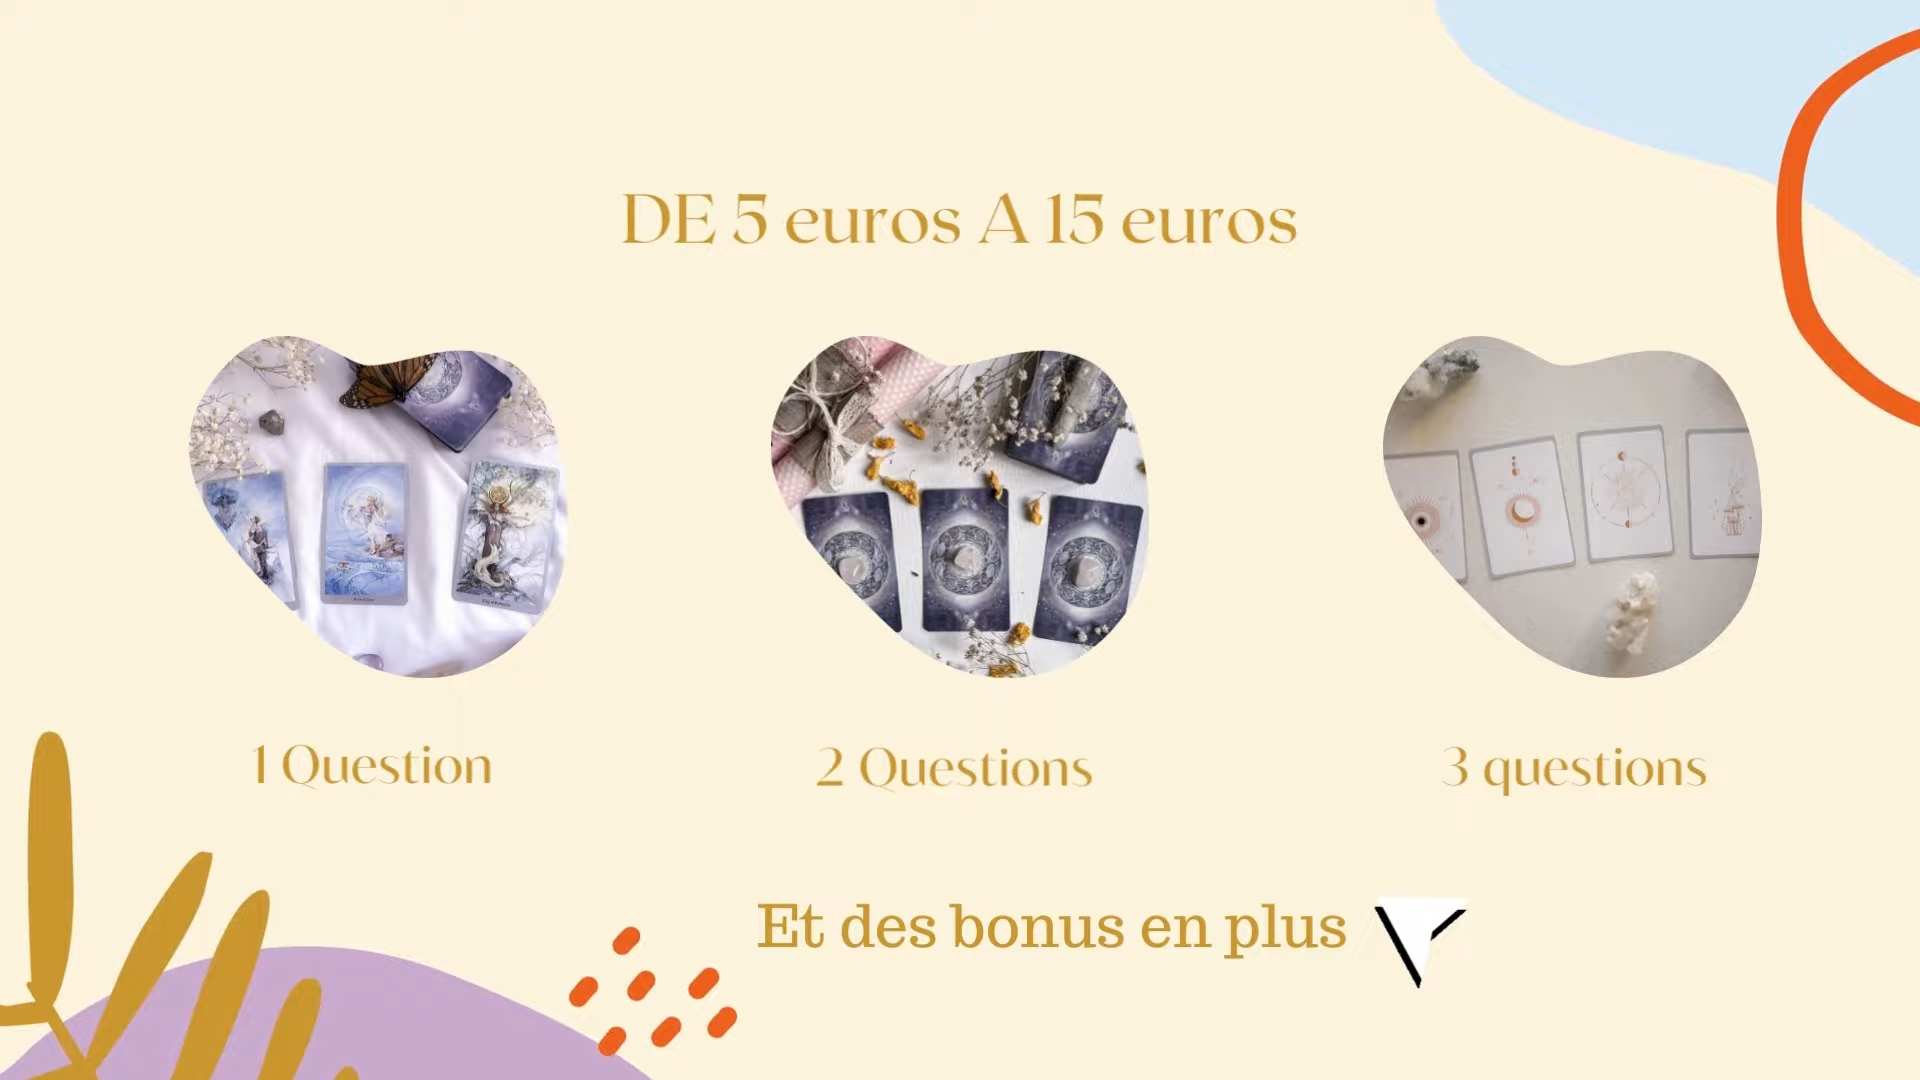 DE 5 euros A 15 euros
1 Question
2 Questions
3 questions
Et des bonus en plus